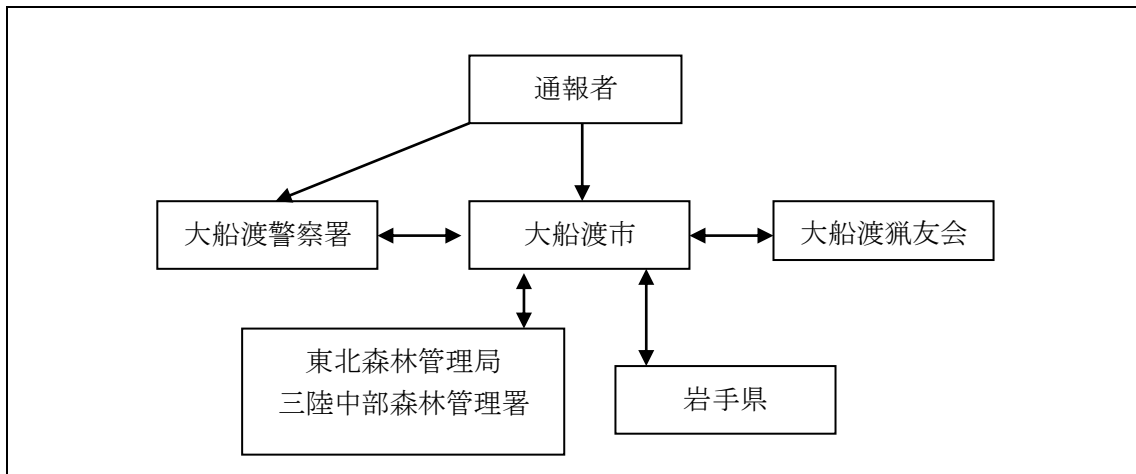 通報者
大船渡警察署
大船渡市
大船渡猟友会
東北森林管理局
三陸中部森林管理署
岩手県